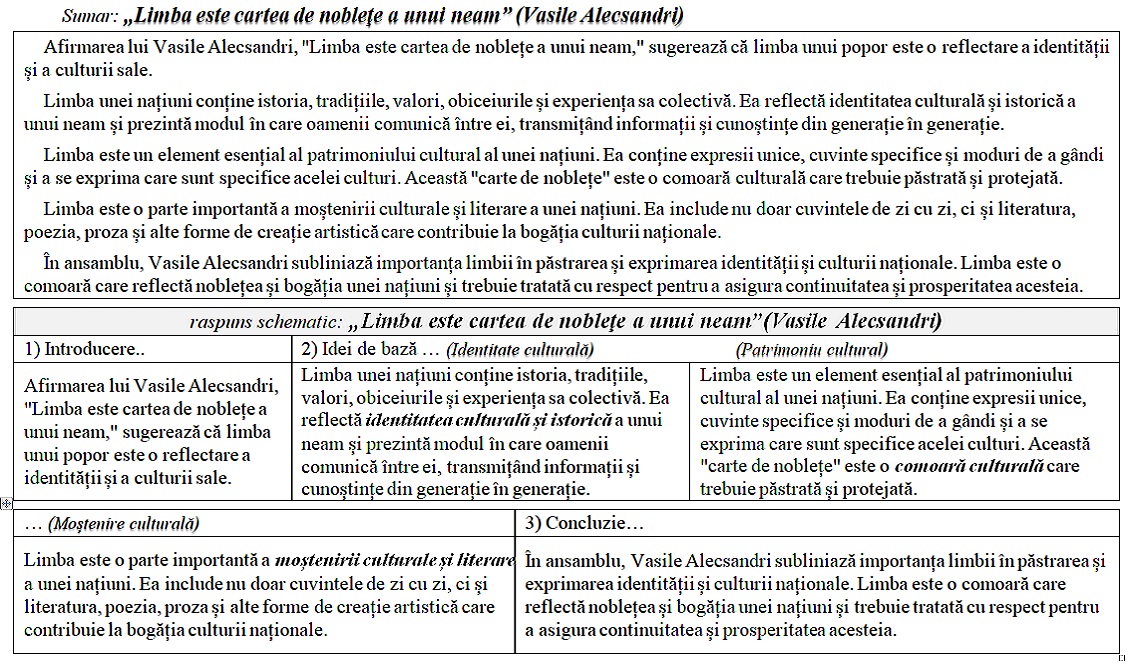 Sumar: „Limba este cartea de nobleţe a unui neam” (Vasile Alecsandri)
Afirmarea lui Vasile Alecsandri, "Limba este cartea de noblețe a unui neam," sugerează că limba unui popor este o reflectare a identității
și a culturii sale.
Limba unei națiuni conține istoria, tradițiile, valori, obiceiurile și experiența sa colectivă. Ea reflectă identitatea culturală și istorică a
unui neam și prezintă modul în care oamenii comunică între ei, transmițând informații și cunoștințe din generație în generație.
Limba este un element esențial al patrimoniului cultural al unei națiuni. Ea conține expresii unice, cuvinte specifice și moduri de a gândi
și a se exprima care sunt specifice acelei culturi. Această "carte de noblețe" este o comoară culturală care trebuie păstrată și protejată.
Limba este o parte importantă a moștenirii culturale și literare a unei națiuni. Ea include nu doar cuvintele de zi cu zi, ci și literatura,
poezia, proza și alte forme de creație artistică care contribuie la bogăția culturii naționale.
În ansamblu, Vasile Alecsandri subliniază importanța limbii în păstrarea și exprimarea identității și culturii naționale. Limba este o
comoară care reflectă noblețea și bogăția unei națiuni și trebuie tratată cu respect pentru a asigura continuitatea și prosperitatea acesteia.
raspuns schematic: „Limba este cartea de nobleţe a unui neam”(Vasile Alecsandri)
1) Introducere..
Afirmarea lui Vasile Alecsandri,
"Limba este cartea de noblețe a
unui neam," sugerează că limba
unui popor este o reflectare a
identității și a culturii sale.
2) Idei de bază … (Identitate culturală)
Limba unei națiuni conține istoria, tradițiile,
valori, obiceiurile și experiența sa colectivă. Ea
reflectă identitatea culturală și istorică a unui
neam și prezintă modul în care oamenii
comunică între ei, transmițând informații și
cunoștințe din generație în generație.
(Patrimoniu cultural)
Limba este un element esențial al patrimoniului
cultural al unei națiuni. Ea conține expresii unice,
cuvinte specifice și moduri de a gândi și a se
exprima care sunt specifice acelei culturi. Această
"carte de noblețe" este o comoară culturală care
trebuie păstrată și protejată.
… (Moștenire culturală)
Limba este o parte importantă a moștenirii culturale și literare
a unei națiuni. Ea include nu doar cuvintele de zi cu zi, ci și
literatura, poezia, proza și alte forme de creație artistică care
contribuie la bogăția culturii naționale.
3) Concluzie…
În ansamblu, Vasile Alecsandri subliniază importanța limbii în păstrarea și
exprimarea identității și culturii naționale. Limba este o comoară care
reflectă noblețea și bogăția unei națiuni și trebuie tratată cu respect pentru
a asigura continuitatea și prosperitatea acesteia.